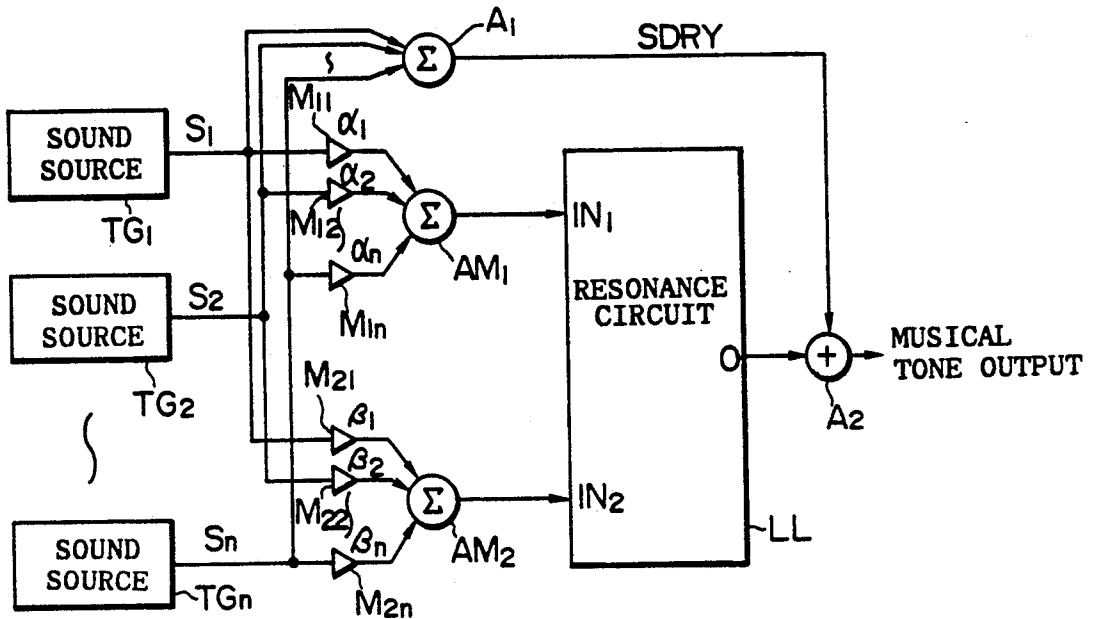 A1
SDRY
SOUND
SOURCE
S1
TG1
M11
α1
α2
M12
αn
M1n
AM1
IN1
RESONANCE
CIRCUIT
O
MUSICAL
TONE OUTPUT
A2
SOUND
SOURCE
S2
TG2
M21
β1
β2
M22
βn
M2n
AM2
IN2
LL
SOUND
SOURCE
Sn
TGn
Σ
Σ
Σ
+